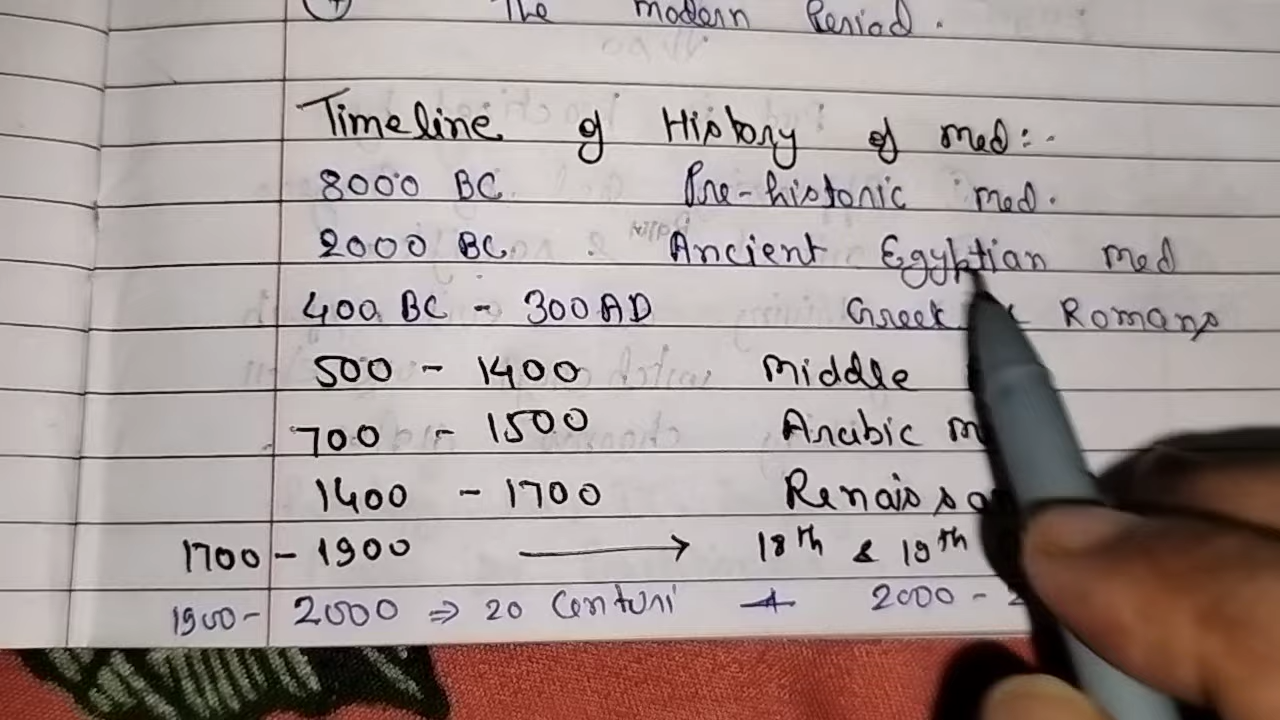 The modern Period.
Timeline of History of med:-
8000 BC Pre-historic med.
2000 BC Ancient Egyptian med
400 BC - 300 AD Greek Romans
500 - 1400 Middle
700 - 1500 Arabic
1400 - 1700
1700 - 1900 → 18th & 19th
1900 - 2000 ⇒ 20 Centuri 2000 -